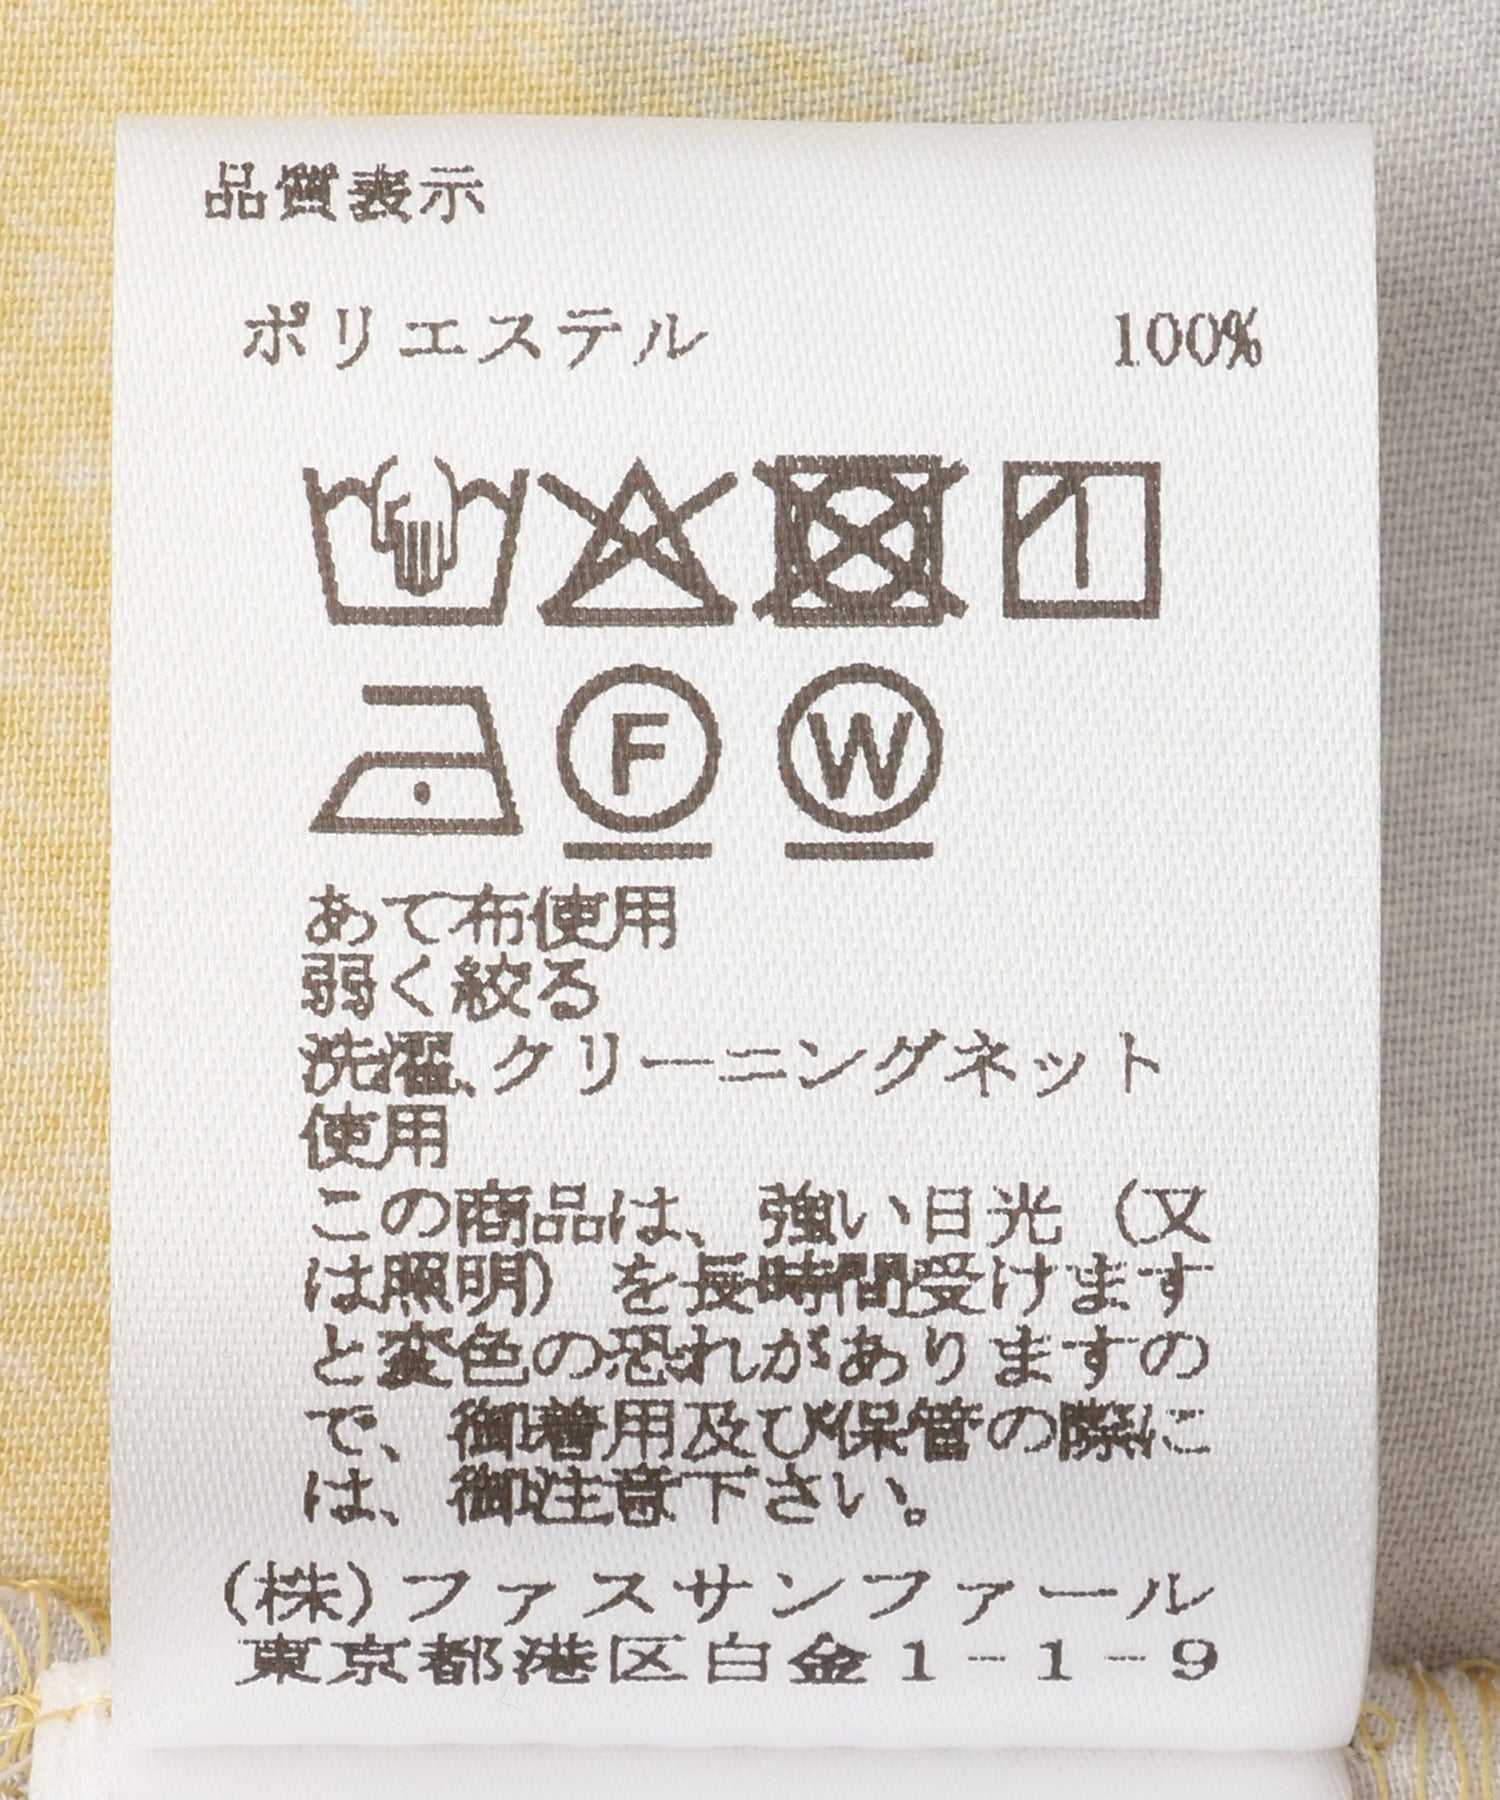 品質表示
ポリエステル 100%
F W
あて布使用
弱く絞る
洗濯、クリーニングネット
使用
この商品は、強い日光（又
は照明）を長時間受けます
と変色の恐れがありますの
で、御着用及び保管の際に
は、御注意下さい。
(株)ファスサンファール
東京都港区白金1-1-9